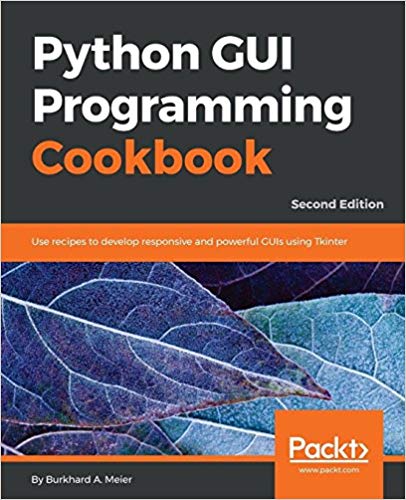 Python GUI
Programming
Cookbook
Second Edition
Use recipes to develop responsive and powerful GUIs using Tkinter
Packt>
www.packt.com
By Burkhard A. Meier